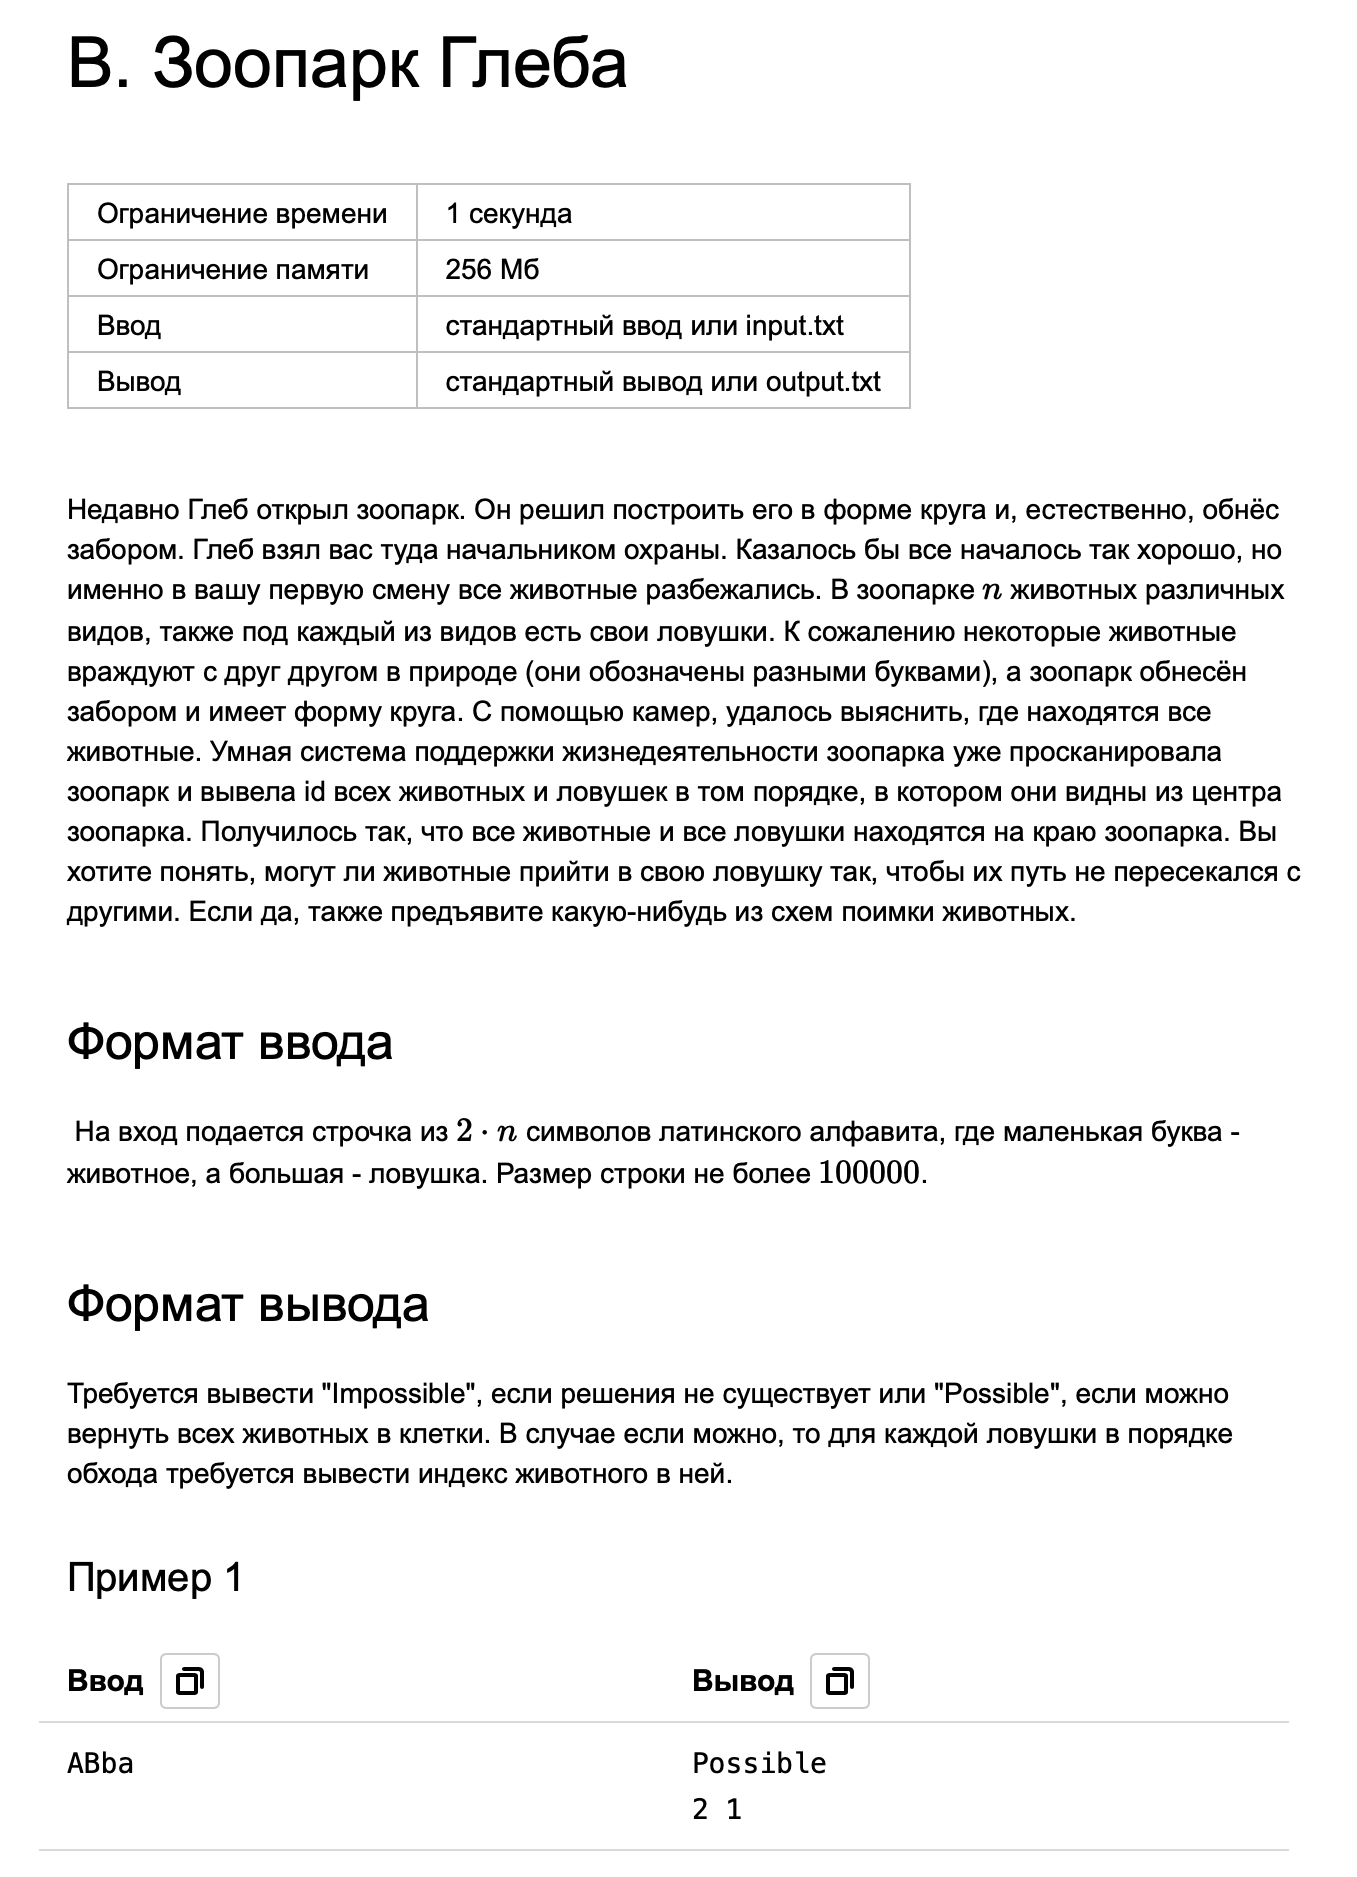 В. Зоопарк Глеба
Ограничение времени 1 секунда
Ограничение памяти 256 Мб
Ввод стандартный ввод или input.txt
Вывод стандартный вывод или output.txt
Недавно Глеб открыл зоопарк. Он решил построить его в форме круга и, естественно, обнёс
забором. Глеб взял вас туда начальником охраны. Казалось бы все началось так хорошо, но
именно в вашу первую смену все животные разбежались. В зоопарке n животных различных
видов, также под каждый из видов есть свои ловушки. К сожалению некоторые животные
враждуют с друг другом в природе (они обозначены разными буквами), а зоопарк обнесён
забором и имеет форму круга. С помощью камер, удалось выяснить, где находятся все
животные. Умная система поддержки жизнедеятельности зоопарка уже просканировала
зоопарк и вывела id всех животных и ловушек в том порядке, в котором они видны из центра
зоопарка. Получилось так, что все животные и все ловушки находятся на краю зоопарка. Вы
хотите понять, могут ли животные прийти в свою ловушку так, чтобы их путь не пересекался с
другими. Если да, также предъявите какую-нибудь из схем поимки животных.
Формат ввода
На вход подается строчка из 2 · n символов латинского алфавита, где маленькая буква -
животное, а большая - ловушка. Размер строки не более 100000.
Формат вывода
Требуется вывести "Impossible", если решения не существует или "Possible", если можно
вернуть всех животных в клетки. В случае если можно, то для каждой ловушки в порядке
обхода требуется вывести индекс животного в ней.
Пример 1
Ввод Вывод
ABba Possible
2 1